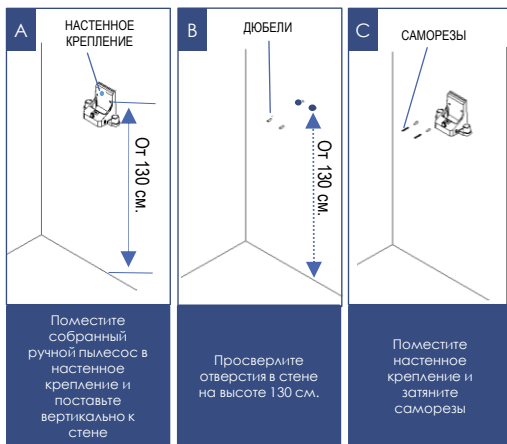 A
НАСТЕННОЕ
КРЕПЛЕНИЕ
От 130 см.
Поместите
собранный
ручной пылесос в
настенное
крепление и
поставьте
вертикально к
стене
B
ДЮБЕЛИ
От 130 см.
Просверлите
отверстия в стене
на высоте 130 см.
C
САМОРЕЗЫ
Поместите
настенное
крепление и
затяните
саморезы